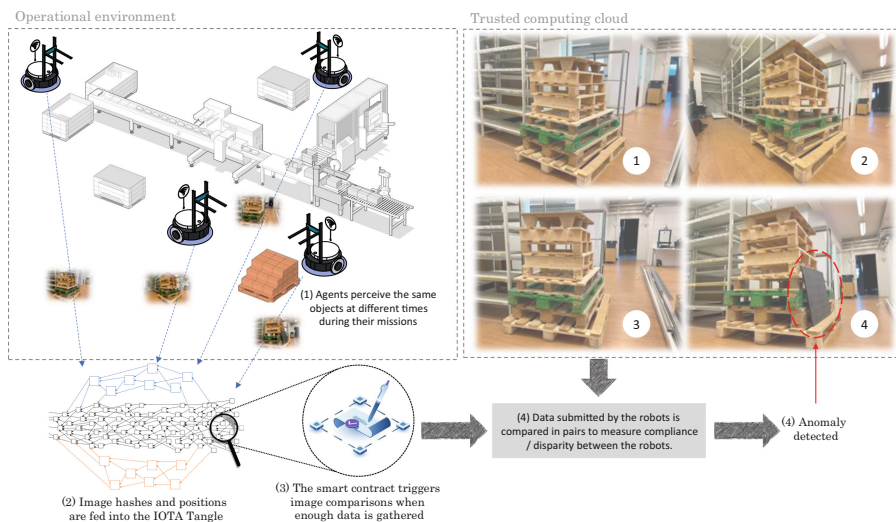 Operational environment
Trusted computing cloud
1
2
3
4
(1) Agents perceive the same
objects at different times
during their missions
(2) Image hashes and positions
are fed into the IOTA Tangle
(3) The smart contract triggers
image comparisons when
enough data is gathered
(4) Data submitted by the robots is
compared in pairs to measure compliance
/ disparity between the robots.
(4) Anomaly
detected